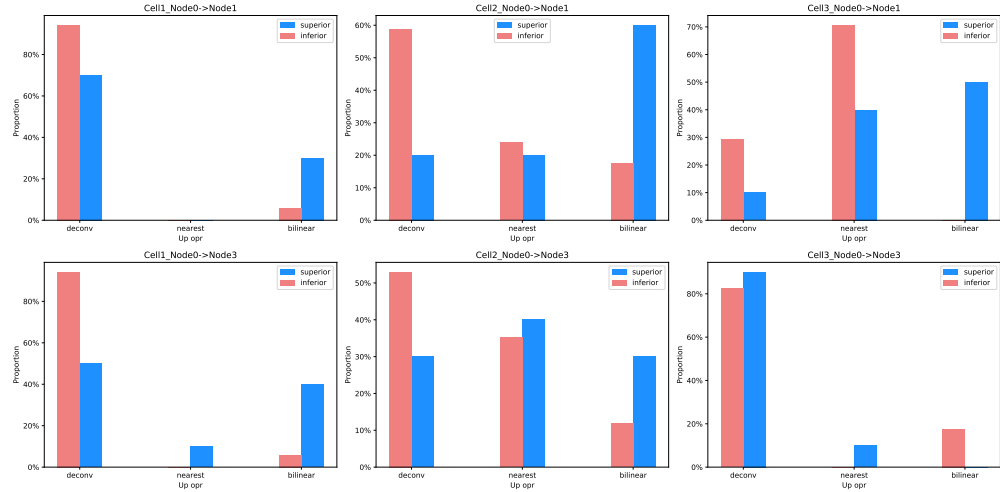 Cell1_Node0->Node1
superior
inferior
80%
60%
40%
20%
0%
Proportion
deconv
nearest
bilinear
Up opr
Cell2_Node0->Node1
superior
inferior
60%
50%
40%
30%
20%
10%
0%
Proportion
deconv
nearest
bilinear
Up opr
Cell3_Node0->Node1
superior
inferior
70%
60%
50%
40%
30%
20%
10%
0%
Proportion
deconv
nearest
bilinear
Up opr
Cell1_Node0->Node3
superior
inferior
80%
60%
40%
20%
0%
Proportion
deconv
nearest
bilinear
Up opr
Cell2_Node0->Node3
superior
inferior
50%
40%
30%
20%
10%
0%
Proportion
deconv
nearest
bilinear
Up opr
Cell3_Node0->Node3
superior
inferior
80%
60%
40%
20%
0%
Proportion
deconv
nearest
bilinear
Up opr